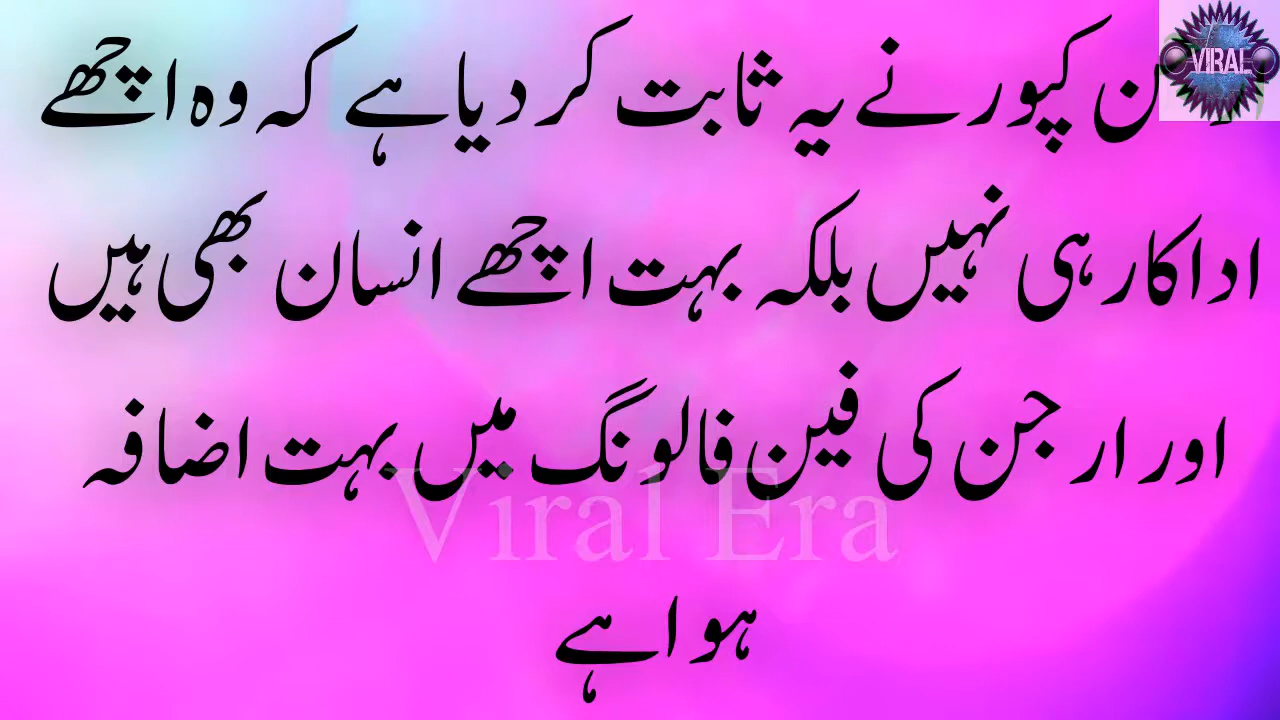 VIRAL
کپور نے یہ ثابت کر دیا ہے کہ وہ اچھے
اداکار ہی نہیں بلکہ بہت اچھے انسان بھی ہیں
اور ارجن کی فین فالونگ میں بہت اضافہ
Viral Era
ہوا ہے